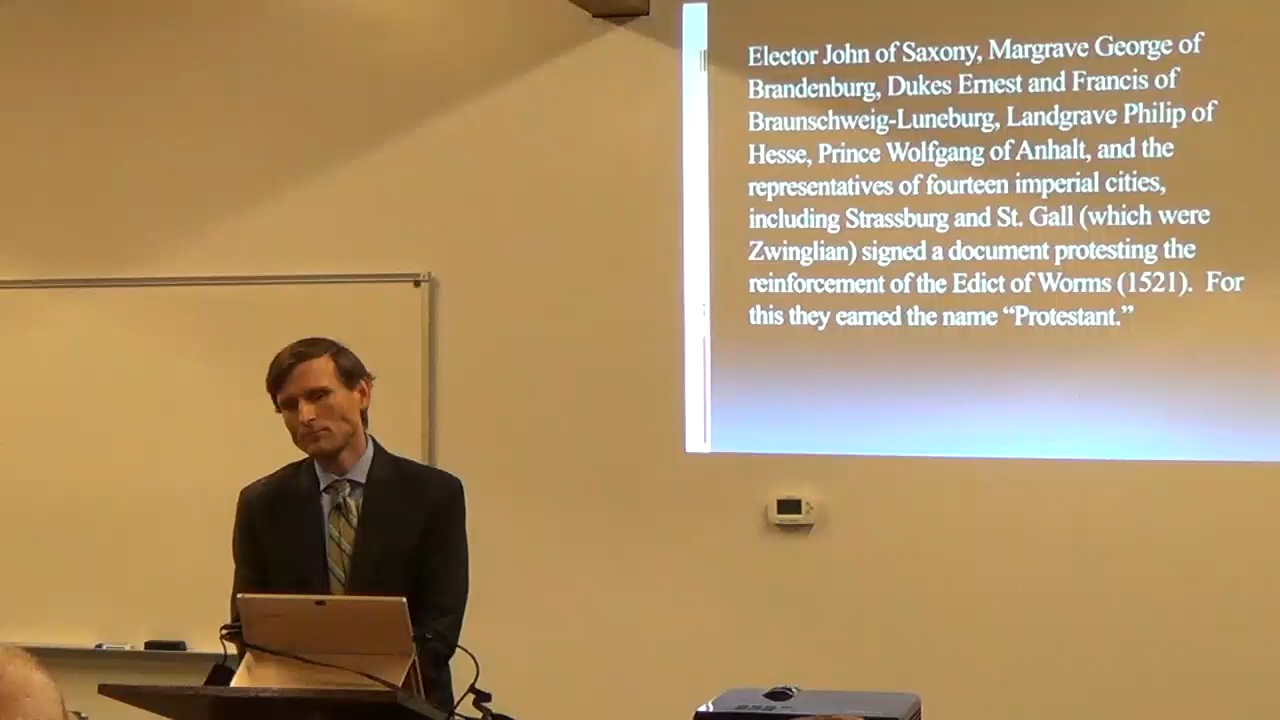 Elector John of Saxony, Margrave George of
Brandenburg, Dukes Ernest and Francis of
Braunschweig-Luneburg, Landgrave Philip of
Hesse, Prince Wolfgang of Anhalt, and the
representatives of fourteen imperial cities,
including Strassburg and St. Gall (which were
Zwinglian) signed a document protesting the
reinforcement of the Edict of Worms (1521).  For
this they earned the name “Protestant.”